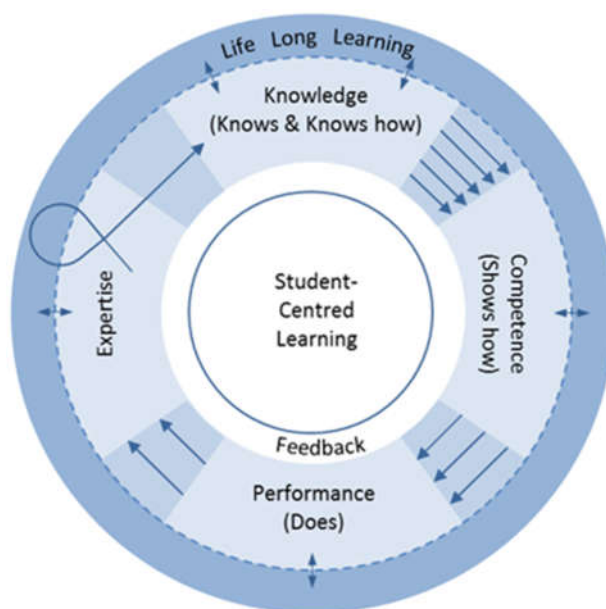 Life Long Learning
Knowledge
(Knows & Knows how)
Competence
(Shows how)
Student-
Centred
Learning
Expertise
Feedback
Performance
(Does)